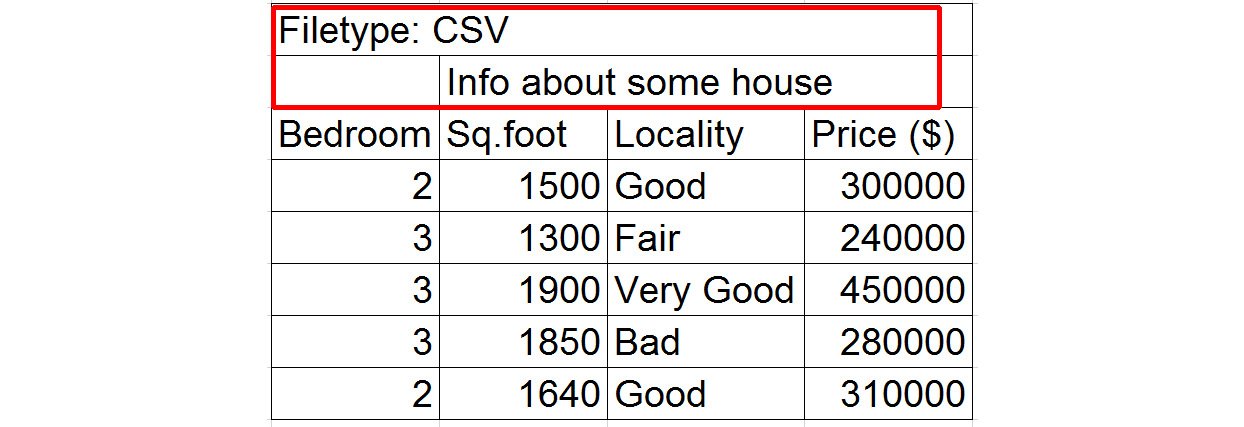 Filetype: CSV
Info about some house
Bedroom Sq.foot Locality Price ($)
2 1500 Good 300000
3 1300 Fair 240000
3 1900 Very Good 450000
3 1850 Bad 280000
2 1640 Good 310000